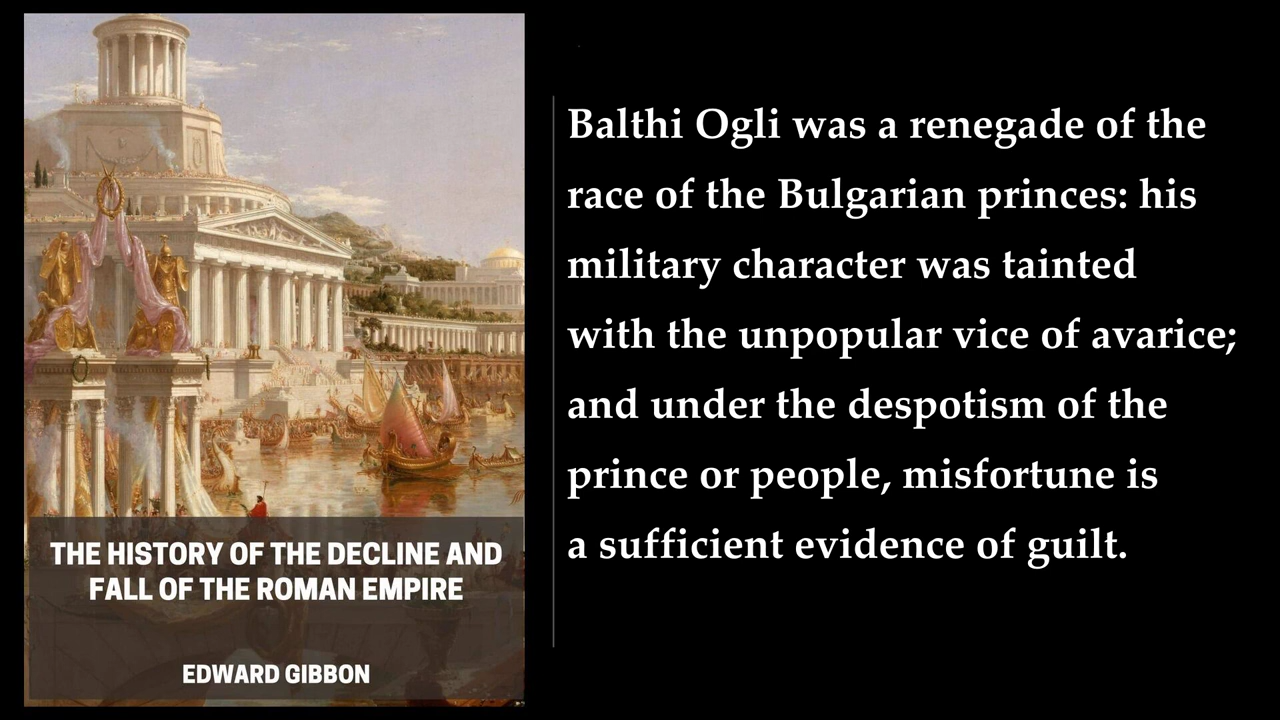 THE HISTORY OF THE DECLINE AND
FALL OF THE ROMAN EMPIRE
EDWARD GIBBON
Balthi Ogli was a renegade of the
race of the Bulgarian princes: his
military character was tainted
with the unpopular vice of avarice;
and under the despotism of the
prince or people, misfortune is
a sufficient evidence of guilt.